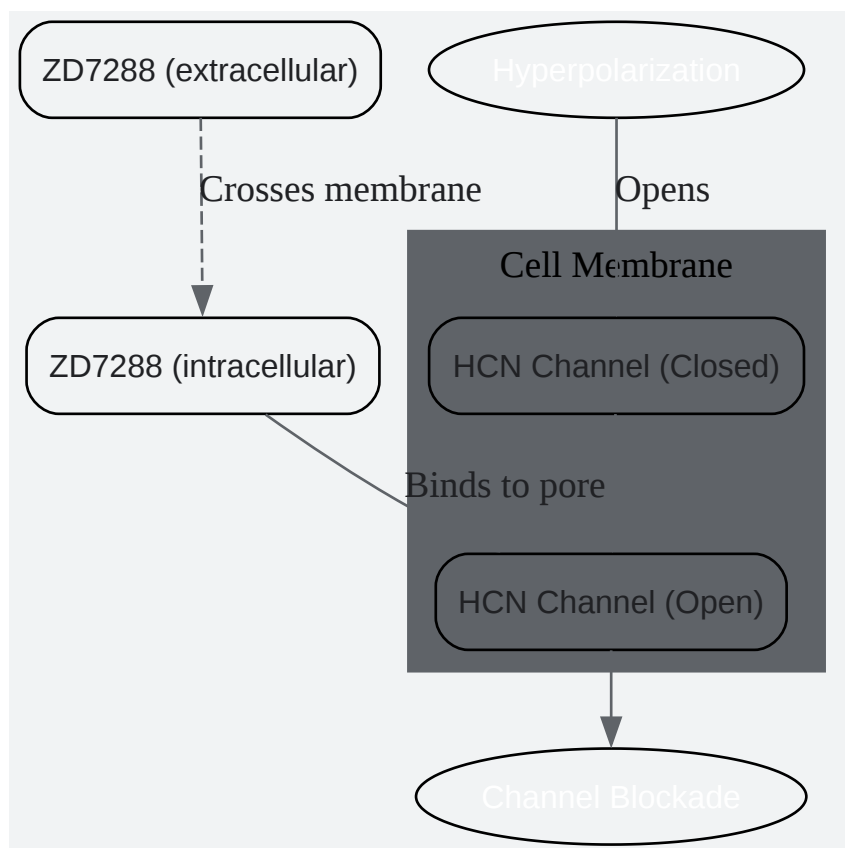 ZD7288 (extracellular)
Hyperpolarization
Crosses membrane
Opens
Cell Membrane
ZD7288 (intracellular)
HCN Channel (Closed)
Binds to pore
HCN Channel (Open)
Channel Blockade